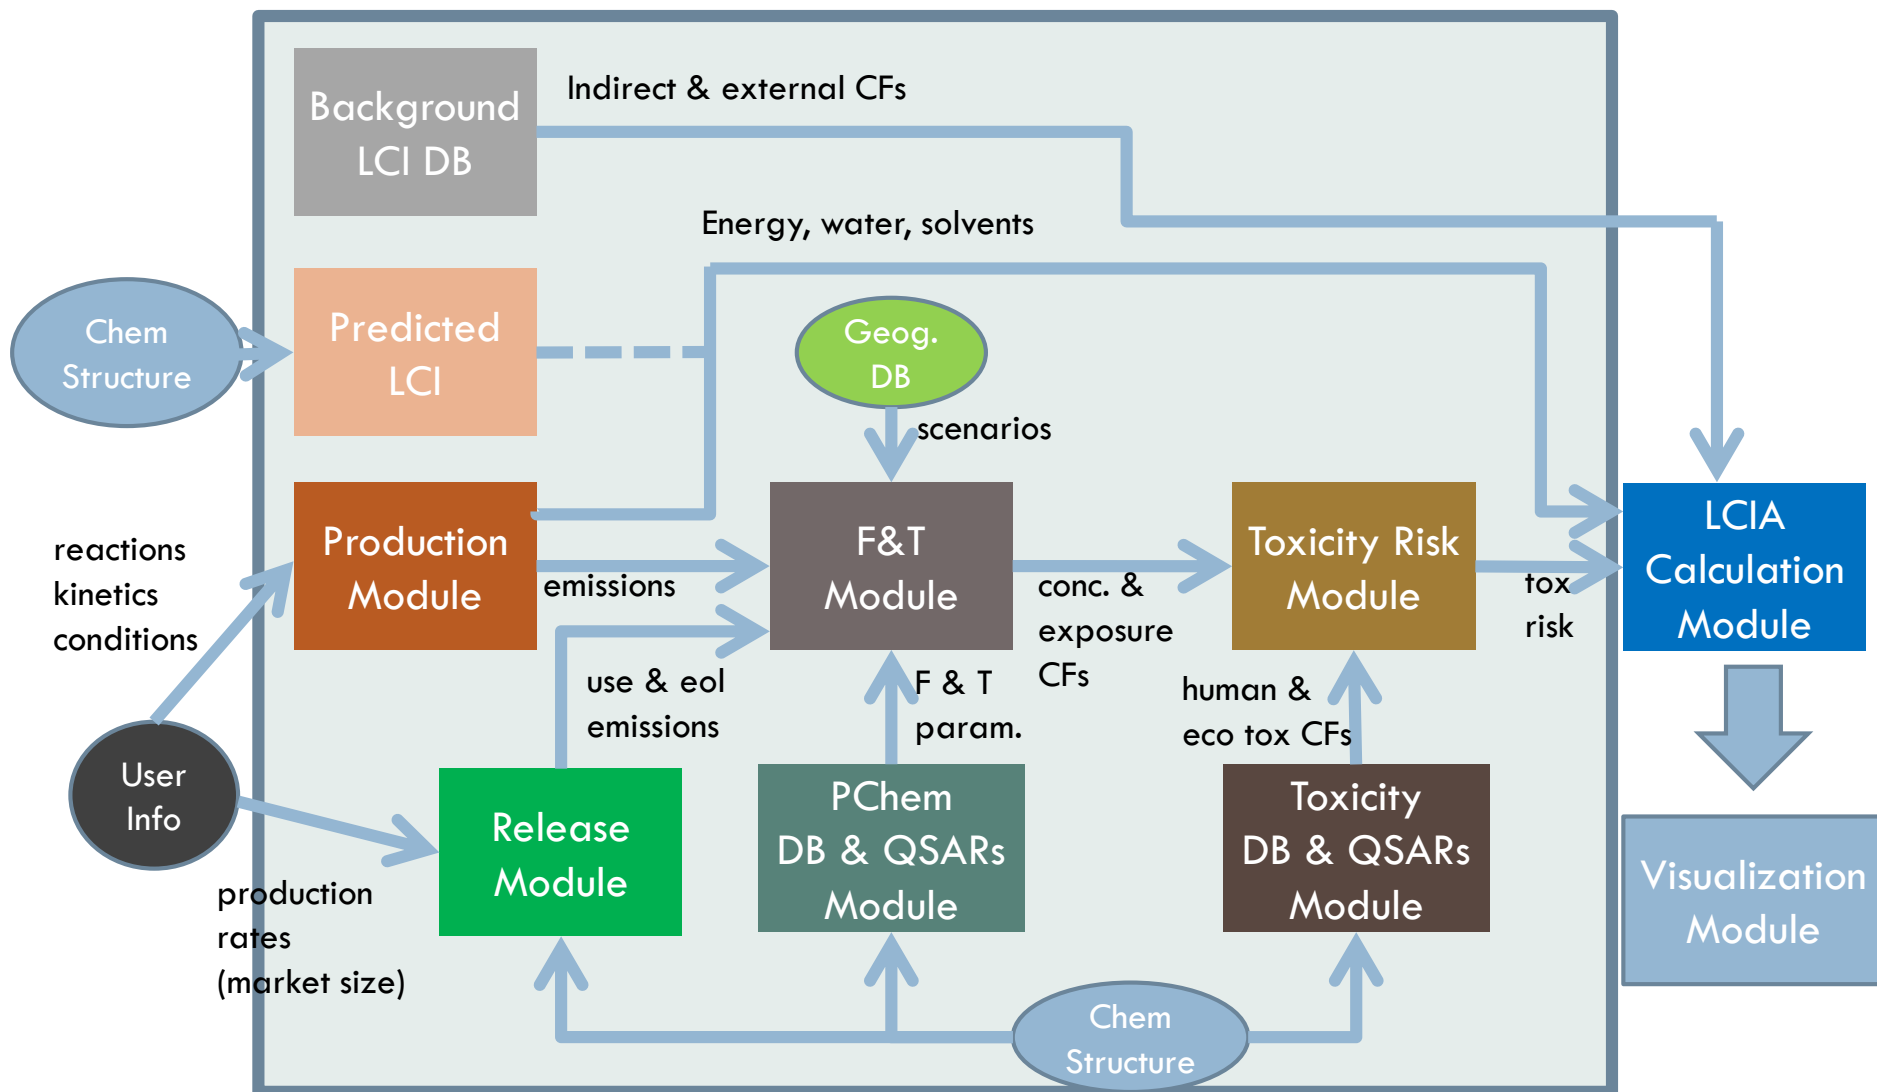 Background
LCI DB
Indirect & external CFs
Energy, water, solvents
Chem
Structure
Predicted
LCI
Geog.
DB
scenarios
reactions
kinetics
conditions
Production
Module
emissions
F&T
Module
conc. &
exposure
CFs
Toxicity Risk
Module
tox
risk
LCIA
Calculation
Module
use & eol
emissions
F & T
param.
human &
eco tox CFs
User
Info
production
rates
(market size)
Release
Module
PChem
DB & QSARs
Module
Toxicity
DB & QSARs
Module
Visualization
Module
Chem
Structure